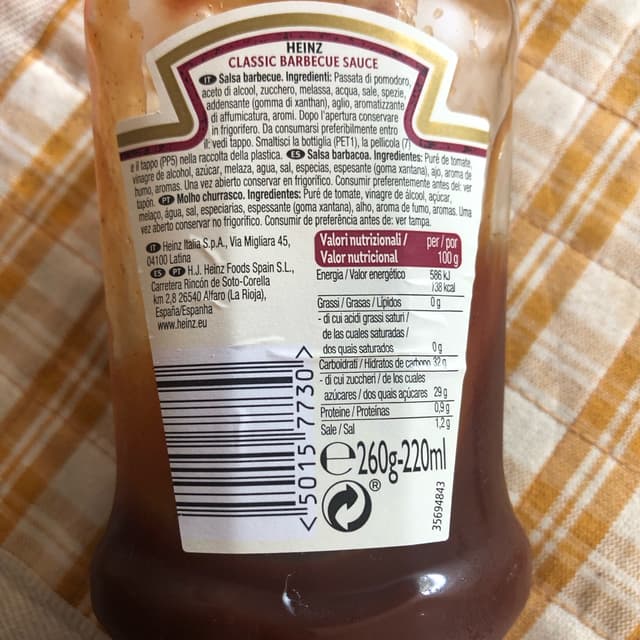 HEINZ
CLASSIC BARBECUE SAUCE
IT Salsa barbecue. Ingredienti: Passata di pomodoro,
aceto di alcool, zucchero, melassa, acqua, sale, spezie,
addensante (gomma di xanthan), aglio, aromatizzante
di affumicatura, aromi. Dopo l'apertura conservare
in frigorifero. Da consumarsi preferibilmente entro
il: vedi tappo. Smaltisci la bottiglia (PET1), la pellicola (7)
e il tappo (PP5) nella raccolta della plastica. ES Salsa barbacoa. Ingredientes: Puré de tomate,
vinagre de alcohol, azúcar, melaza, agua, sal, especias, espesante (goma xantana), ajo, aroma de
humo, aromas. Una vez abierto conservar en frigorífico. Consumir preferentemente antes del: ver
tapón. PT Molho churrasco. Ingredientes: Puré de tomate, vinagre de álcool, açúcar,
melaço, água, sal, especiarias, espessante (goma xantana), alho, aroma de fumo, aromas. Uma
vez aberto conservar no frigorífico. Consumir de preferência antes de: ver tampa.
IT Heinz Italia S.p.A., Via Migliara 45,
04100 Latina
ES PT H.J. Heinz Foods Spain S.L.,
Carretera Rincón de Soto-Corella
km 2,8 26540 Alfaro (La Rioja),
España/Espanha
www.heinz.eu
Valori nutrizionali / per / por
Valor nutricional 100 g
Energia / Valor energético 586 kJ
138 kcal
Grassi / Grasas / Lípidos 0 g
- di cui acidi grassi saturi /
de las cuales saturadas /
dos quais saturados 0 g
Carboidrati / Hidratos de carbono 32 g
- di cui zuccheri / de los cuales
azúcares / dos quais açúcares 29 g
Proteine / Proteínas 0,9 g
Sale / Sal 1,2 g
e 260g-220ml
®
35694843
<50157730>